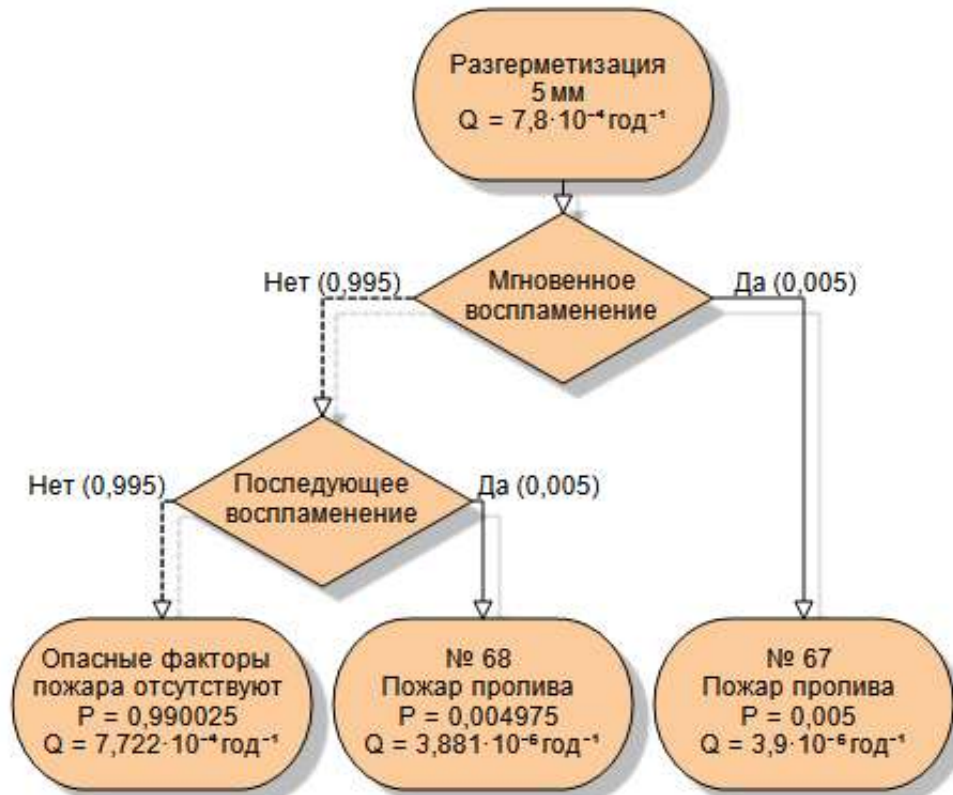 Разгерметизация
5 мм
Q = 7,8·10⁻⁴ год⁻¹
Мгновенное
воспламенение
Нет (0,995)
Да (0,005)
Последующее
воспламенение
Нет (0,995)
Да (0,005)
Опасные факторы
пожара отсутствуют
P = 0,990025
Q = 7,722·10⁻⁴ год⁻¹
№ 68
Пожар пролива
P = 0,004975
Q = 3,881·10⁻⁶ год⁻¹
№ 67
Пожар пролива
P = 0,005
Q = 3,9·10⁻⁶ год⁻¹